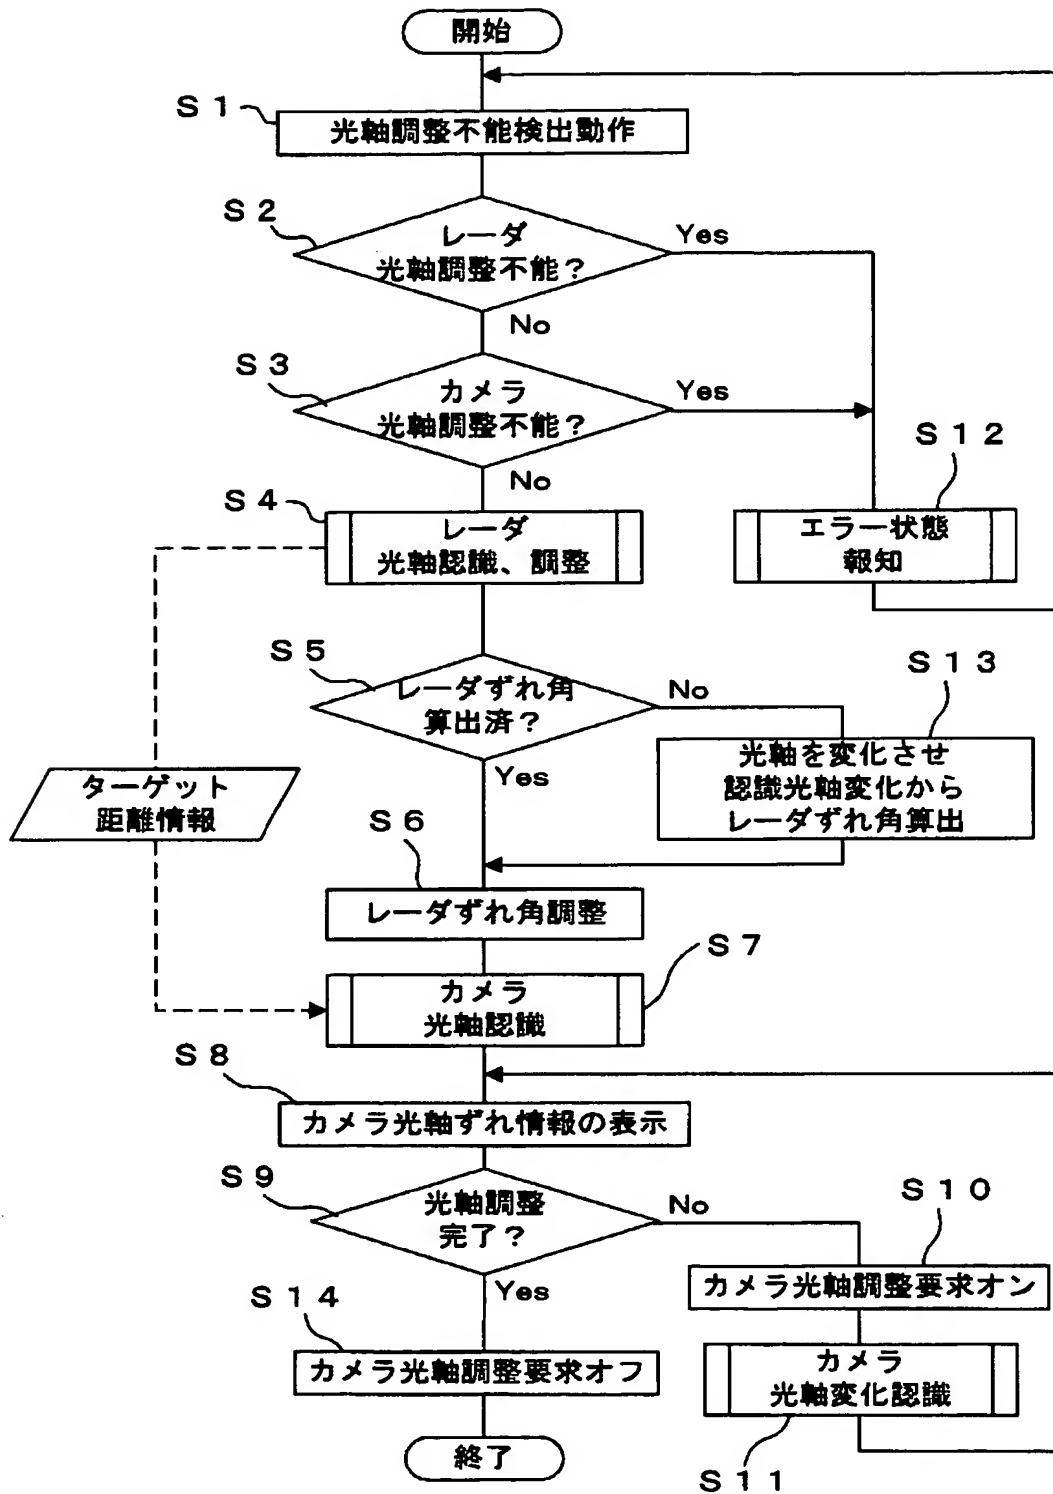 開始
S1
光軸調整不能検出動作
S2
レーダ
光軸調整不能？
Yes
No
S3
カメラ
光軸調整不能？
Yes
No
S4
レーダ
光軸認識、調整
S12
エラー状態
報知
S5
レーダずれ角
算出済？
No
Yes
S13
光軸を変化させ
認識光軸変化から
レーダずれ角算出
ターゲット
距離情報
S6
レーダずれ角調整
S7
カメラ
光軸認識
S8
カメラ光軸ずれ情報の表示
S9
光軸調整
完了？
No
Yes
S10
カメラ光軸調整要求オン
S11
カメラ
光軸変化認識
S14
カメラ光軸調整要求オフ
終了